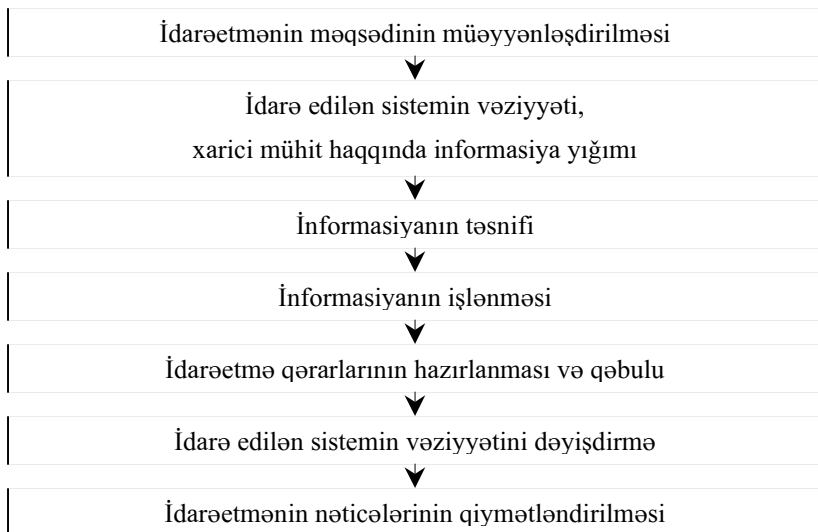 İdarəetmənin məqsədinin müəyyənləşdirilməsi
İdarə edilən sistemin vəziyyəti,
xarici mühit haqqında informasiya yığımı
İnformasiyanın təsnifi
İnformasiyanın işlənməsi
İdarəetmə qərarlarının hazırlanması və qəbulu
İdarə edilən sistemin vəziyyətini dəyişdirmə
İdarəetmənin nəticələrinin qiymətləndirilməsi